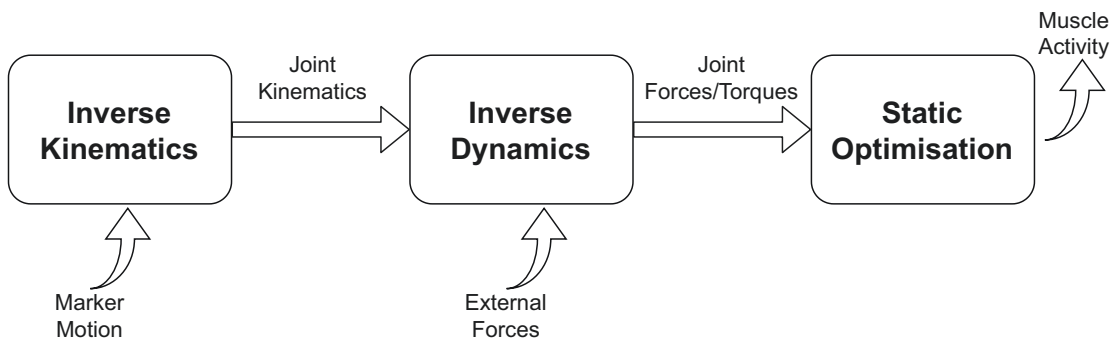 Muscle
Activity
Joint
Kinematics
Joint
Forces/Torques
Inverse
Kinematics
Inverse
Dynamics
Static
Optimisation
Marker
Motion
External
Forces